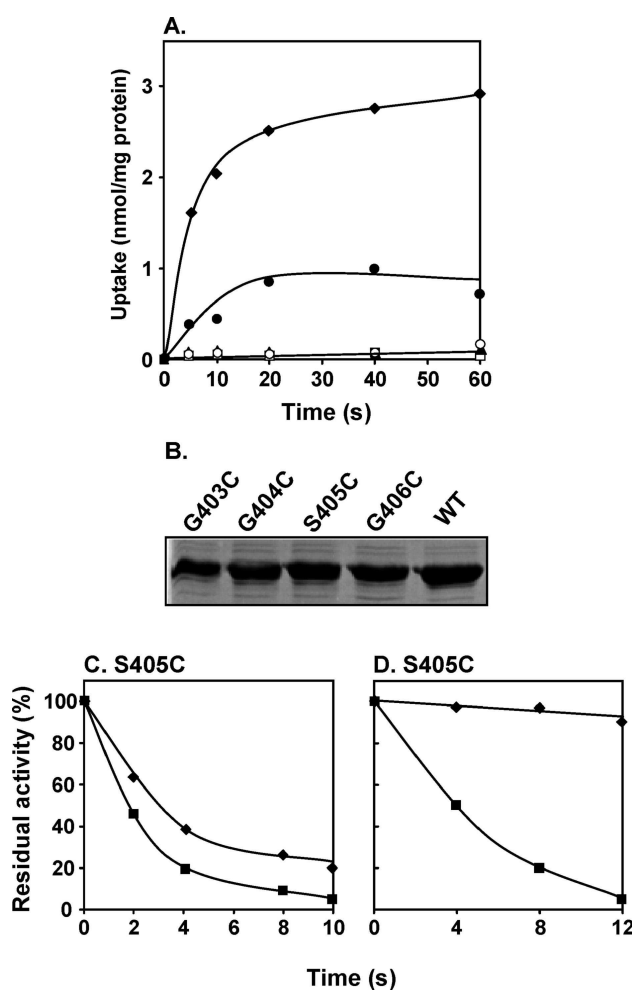 A.
Uptake (nmol/mg protein)
3
2
1
0
0 10 20 30 40 50 60
Time (s)
B.
G403C G404C S405C G406C WT
C. S405C D. S405C
Residual activity (%)
100
80
60
40
20
0
0 2 4 6 8 10 0 4 8 12
Time (s)